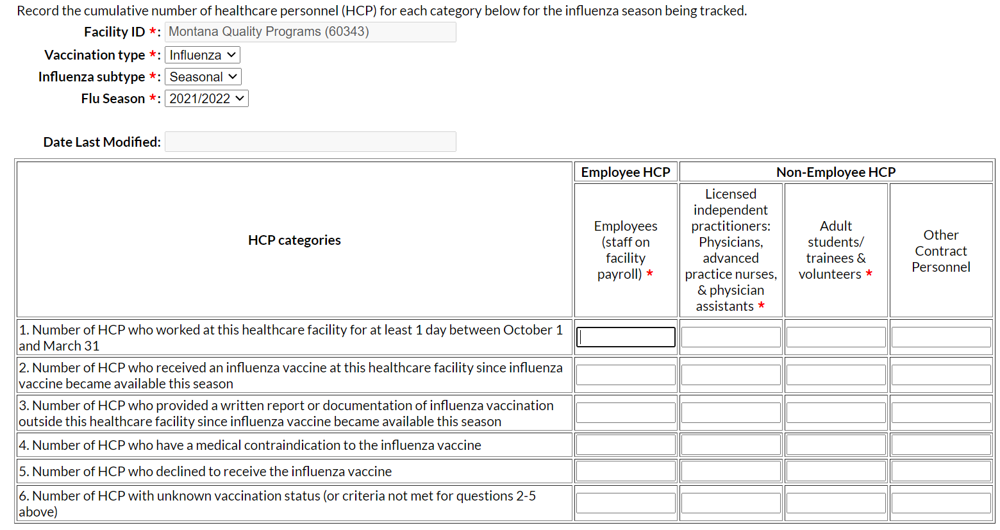 Record the cumulative number of healthcare personnel (HCP) for each category below for the influenza season being tracked.
Facility ID *: Montana Quality Programs (60343)
Vaccination type *: Influenza
Influenza subtype *: Seasonal
Flu Season *: 2021/2022
Date Last Modified:
HCP categories
Employee HCP
Non-Employee HCP
Employees
(staff on
facility
payroll) *
Licensed
independent
practitioners:
Physicians,
advanced
practice nurses,
& physician
assistants *
Adult
students/
trainees &
volunteers *
Other
Contract
Personnel
1. Number of HCP who worked at this healthcare facility for at least 1 day between October 1
and March 31
2. Number of HCP who received an influenza vaccine at this healthcare facility since influenza
vaccine became available this season
3. Number of HCP who provided a written report or documentation of influenza vaccination
outside this healthcare facility since influenza vaccine became available this season
4. Number of HCP who have a medical contraindication to the influenza vaccine
5. Number of HCP who declined to receive the influenza vaccine
6. Number of HCP with unknown vaccination status (or criteria not met for questions 2-5
above)